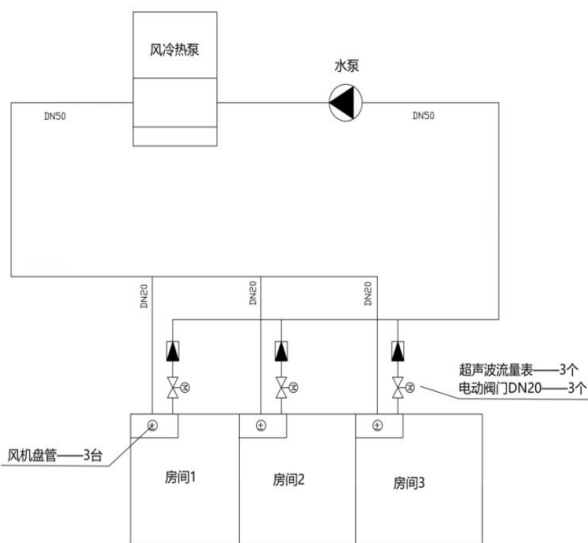 风冷热泵
水泵
DN50
DN50
DN20
DN20
DN20
超声波流量表——3个
电动阀门DN20——3个
风机盘管——3台
房间1
房间2
房间3